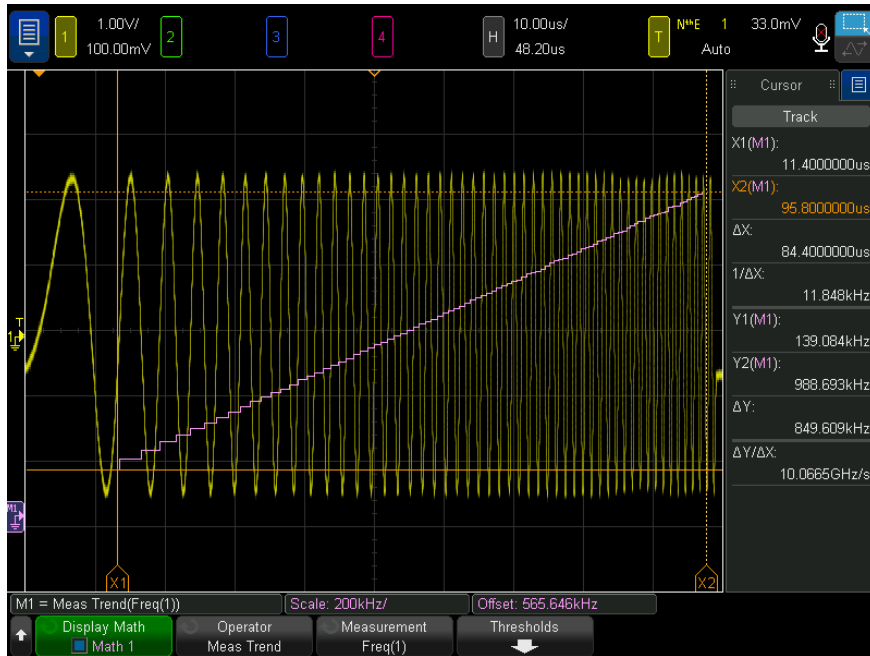 1 1.00V/ 2 3 4 H 10.00us/ T NᵗʰE 1 33.0mV
100.00mV 48.20us Auto
Cursor
Track
X1(M1):
11.4000000us
X2(M1):
95.8000000us
ΔX:
84.4000000us
1/ΔX:
11.848kHz
Y1(M1):
139.084kHz
Y2(M1):
988.693kHz
ΔY:
849.609kHz
ΔY/ΔX:
10.0665GHz/s
T
1
M1
X1 X2
M1 = Meas Trend(Freq(1)) Scale: 200kHz/ Offset: 565.646kHz
Display Math Operator Measurement Thresholds
Math 1 Meas Trend Freq(1)